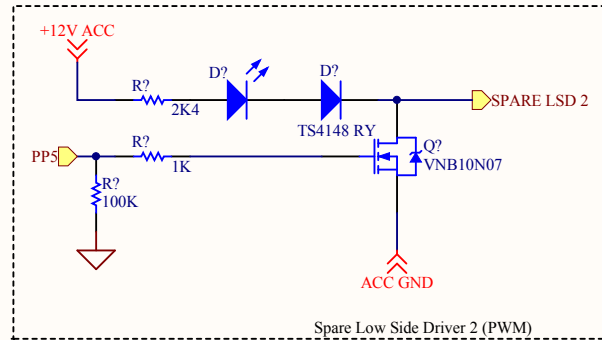 +12V ACC
R?
2K4
D?
D?
TS4148 RY
SPARE LSD 2
PP5
R?
1K
R?
100K
Q?
VNB10N07
ACC GND
Spare Low Side Driver 2 (PWM)